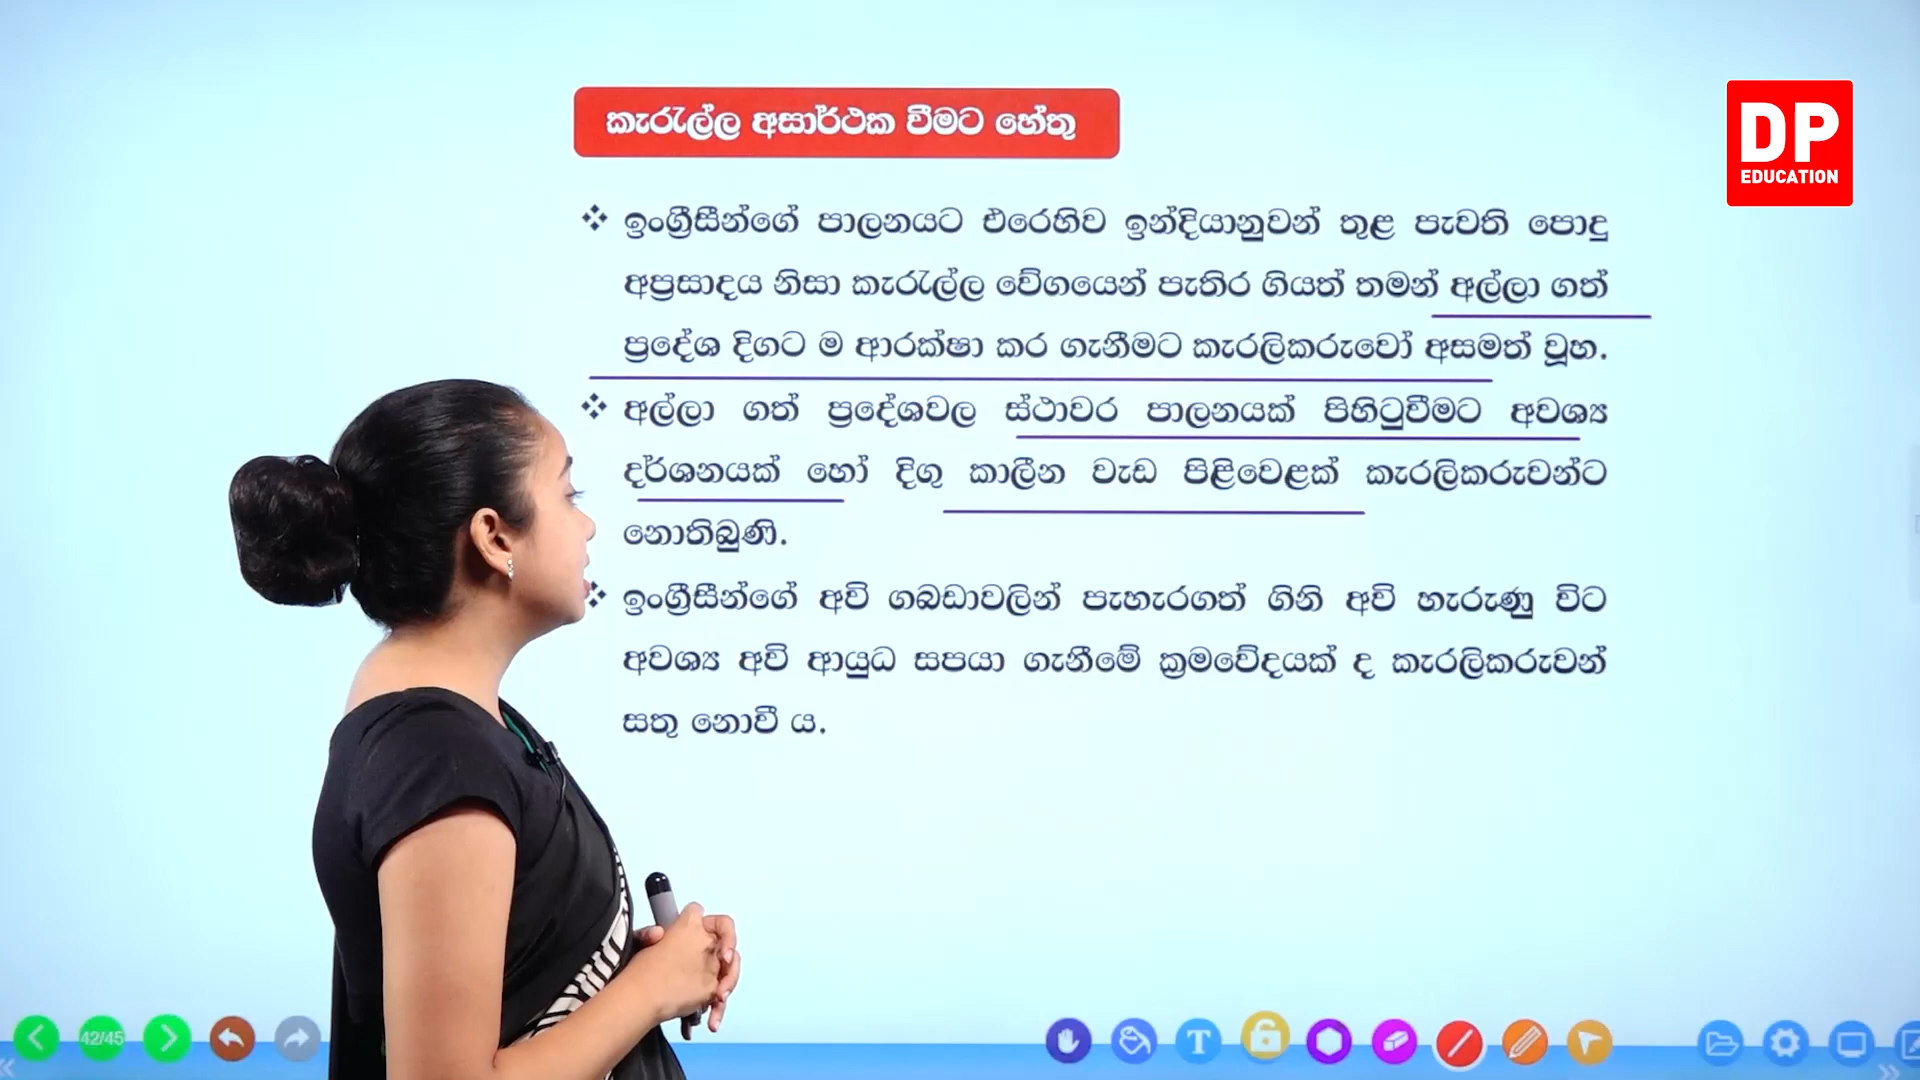 කැරැල්ල අසාර්ථක වීමට හේතු
DP
EDUCATION
ඉංග්‍රීසීන්ගේ පාලනයට එරෙහිව ඉන්දියානුවන් තුළ පැවති පොදු
අප්‍රසාදය නිසා කැරැල්ල වේගයෙන් පැතිර ගියත් තමන් අල්ලා ගත්
ප්‍රදේශ දිගට ම ආරක්ෂා කර ගැනීමට කැරලිකරුවෝ අසමත් වූහ.
අල්ලා ගත් ප්‍රදේශවල ස්ථාවර පාලනයක් පිහිටුවීමට අවශ්‍ය
දර්ශනයක් හෝ දිගු කාලීන වැඩ පිළිවෙළක් කැරලිකරුවන්ට
නොතිබුණි.
ඉංග්‍රීසීන්ගේ අවි ගබඩාවලින් පැහැරගත් ගිනි අවි හැරුණු විට
අවශ්‍ය අවි ආයුධ සපයා ගැනීමේ ක්‍රමවේදයක් ද කැරලිකරුවන්
සතු නොවී ය.
42/45
T